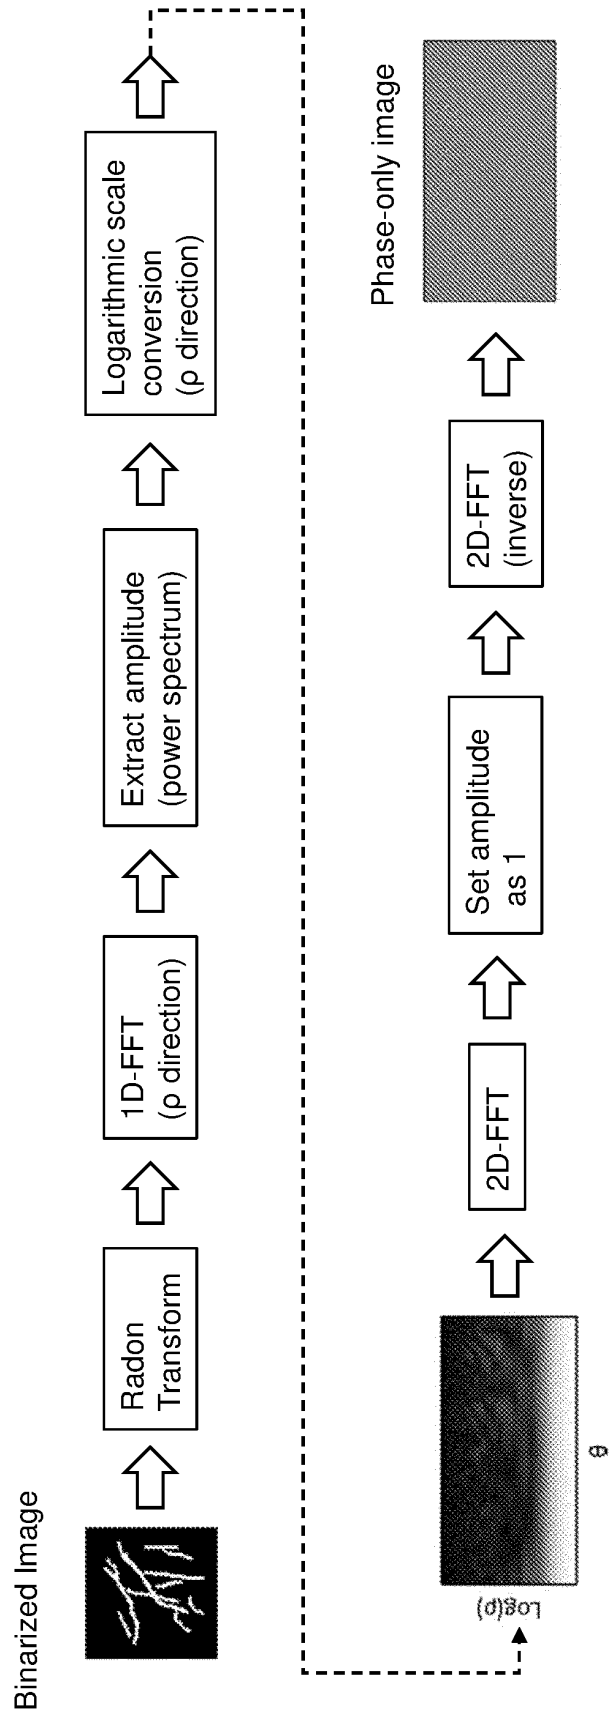 Binarized Image
Radon
Transform
1D-FFT
(ρ direction)
Extract amplitude
(power spectrum)
Logarithmic scale
conversion
(ρ direction)
Log(ρ)
θ
2D-FFT
Set amplitude
as 1
2D-FFT
(inverse)
Phase-only image